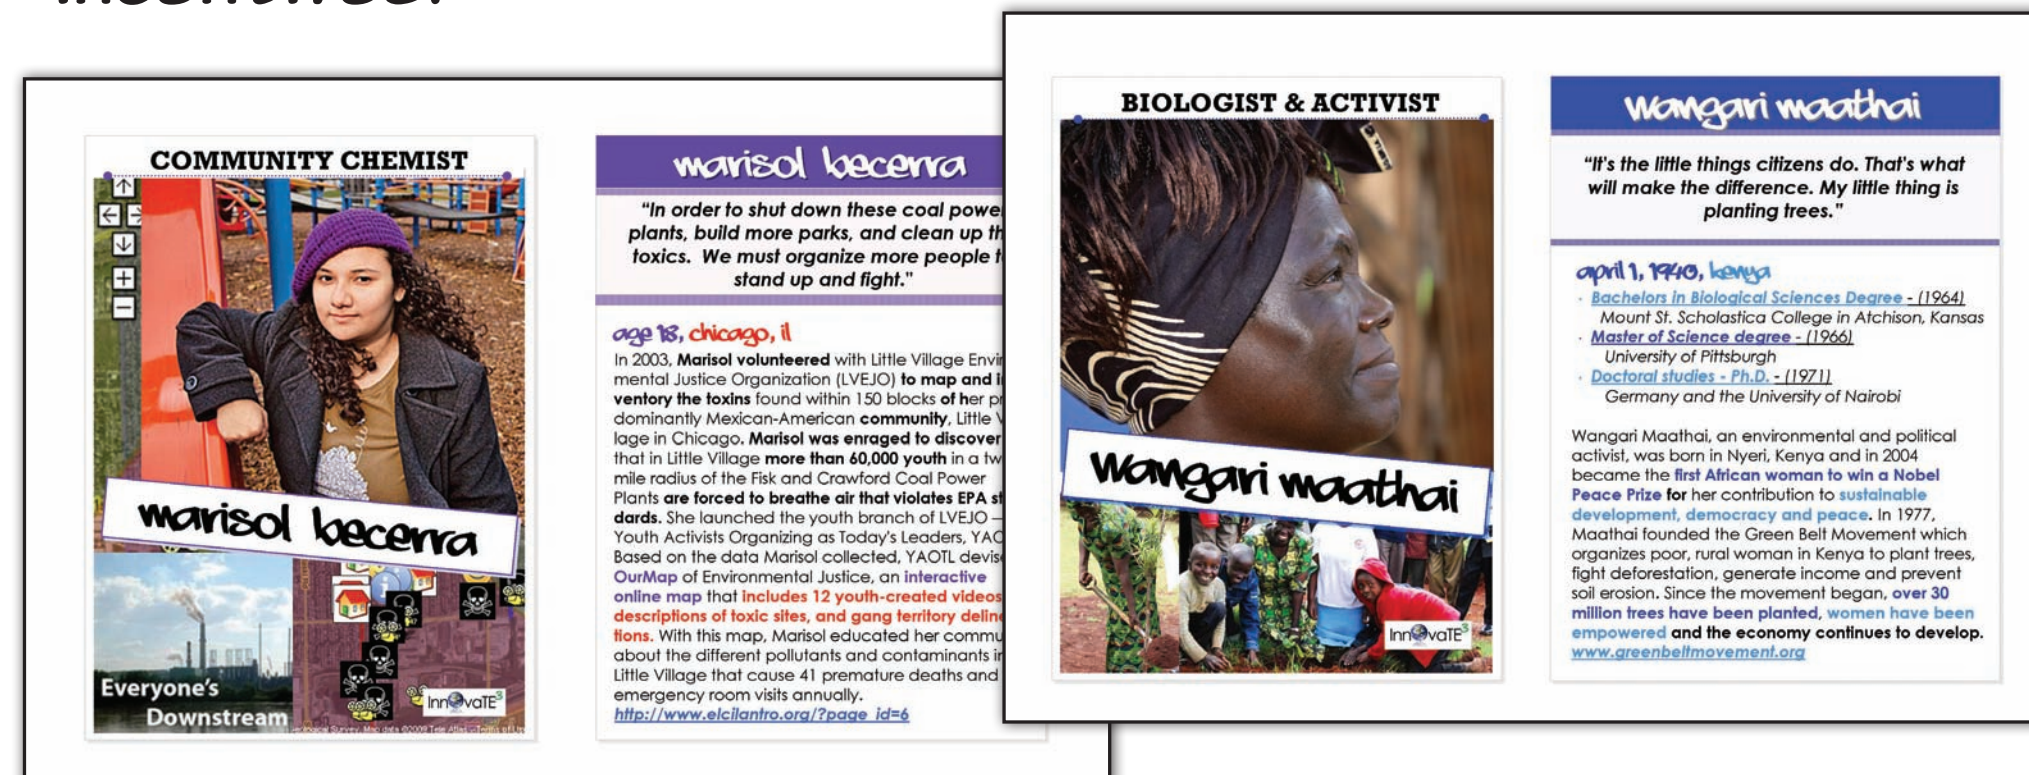 COMMUNITY CHEMIST
marisol becerra
Everyone's
Downstream
InnovaTE3
marisol becerra
"In order to shut down these coal power
plants, build more parks, and clean up th
toxics. We must organize more people t
stand up and fight."
age 18, chicago, il
In 2003, Marisol volunteered with Little Village Envir
mental Justice Organization (LVEJO) to map and i
ventory the toxins found within 150 blocks of her pr
dominantly Mexican-American community, Little V
lage in Chicago. Marisol was enraged to discover
that in Little Village more than 60,000 youth in a tw
mile radius of the Fisk and Crawford Coal Power
Plants are forced to breathe air that violates EPA st
dards. She launched the youth branch of LVEJO —
Youth Activists Organizing as Today's Leaders, YAO
Based on the data Marisol collected, YAOTL devise
OurMap of Environmental Justice, an interactive
online map that includes 12 youth-created videos
descriptions of toxic sites, and gang territory deline
tions. With this map, Marisol educated her commu
about the different pollutants and contaminants in
Little Village that cause 41 premature deaths and
emergency room visits annually.
http://www.elcilantro.org/?page_id=6
BIOLOGIST & ACTIVIST
wangari maathai
InnovaTE3
wangari maathai
"It's the little things citizens do. That's what
will make the difference. My little thing is
planting trees."
april 1, 1940, kenya
· Bachelors in Biological Sciences Degree - (1964)
Mount St. Scholastica College in Atchison, Kansas
· Master of Science degree - (1966)
University of Pittsburgh
· Doctoral studies - Ph.D. - (1971)
Germany and the University of Nairobi
Wangari Maathai, an environmental and political
activist, was born in Nyeri, Kenya and in 2004
became the first African woman to win a Nobel
Peace Prize for her contribution to sustainable
development, democracy and peace. In 1977,
Maathai founded the Green Belt Movement which
organizes poor, rural woman in Kenya to plant trees,
fight deforestation, generate income and prevent
soil erosion. Since the movement began, over 30
million trees have been planted, women have been
empowered and the economy continues to develop.
www.greenbeltmovement.org